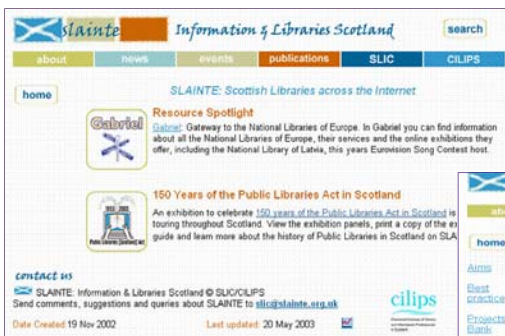 slainte Information & Libraries Scotland search
about news events publications SLIC CILIPS
home
SLAINTE: Scottish Libraries across the Internet
Resource Spotlight
Gabriel
Gabriel: Gateway to the National Libraries of Europe. In Gabriel you can find information
about all the National Libraries of Europe, their services and the online exhibitions they
offer, including the National Library of Latvia, this years Eurovision Song Contest host.
150 Years of the Public Libraries Act in Scotland
An exhibition to celebrate 150 years of the Public Libraries Act in Scotland is
touring throughout Scotland. View the exhibition panels, print a copy of the ex
guide and learn more about the history of Public Libraries in Scotland on SLA
Public Libraries (Scotland) Act
contact us
SLAINTE: Information & Libraries Scotland © SLIC/CILIPS
Send comments, suggestions and queries about SLAINTE to slic@slainte.org.uk
cilips
Date Created: 19 Nov 2002 Last updated: 20 May 2003
ab
home
Aims
Best
practice
Projects
Bank